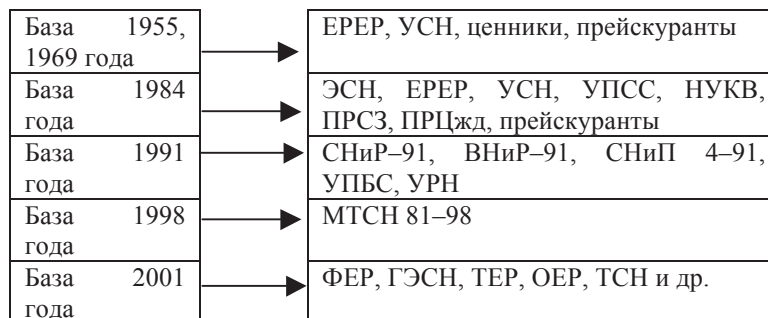 База 1955,
1969 года
ЕРЕР, УСН, ценники, прейскуранты
База 1984
года
ЭСН, ЕРЕР, УСН, УПСС, НУКВ,
ПРСЗ, ПРЦжд, прейскуранты
База 1991
года
СНиР–91, ВНиР–91, СНиП 4–91,
УПБС, УРН
База 1998
года
МТСН 81–98
База 2001
года
ФЕР, ГЭСН, ТЕР, ОЕР, ТСН и др.